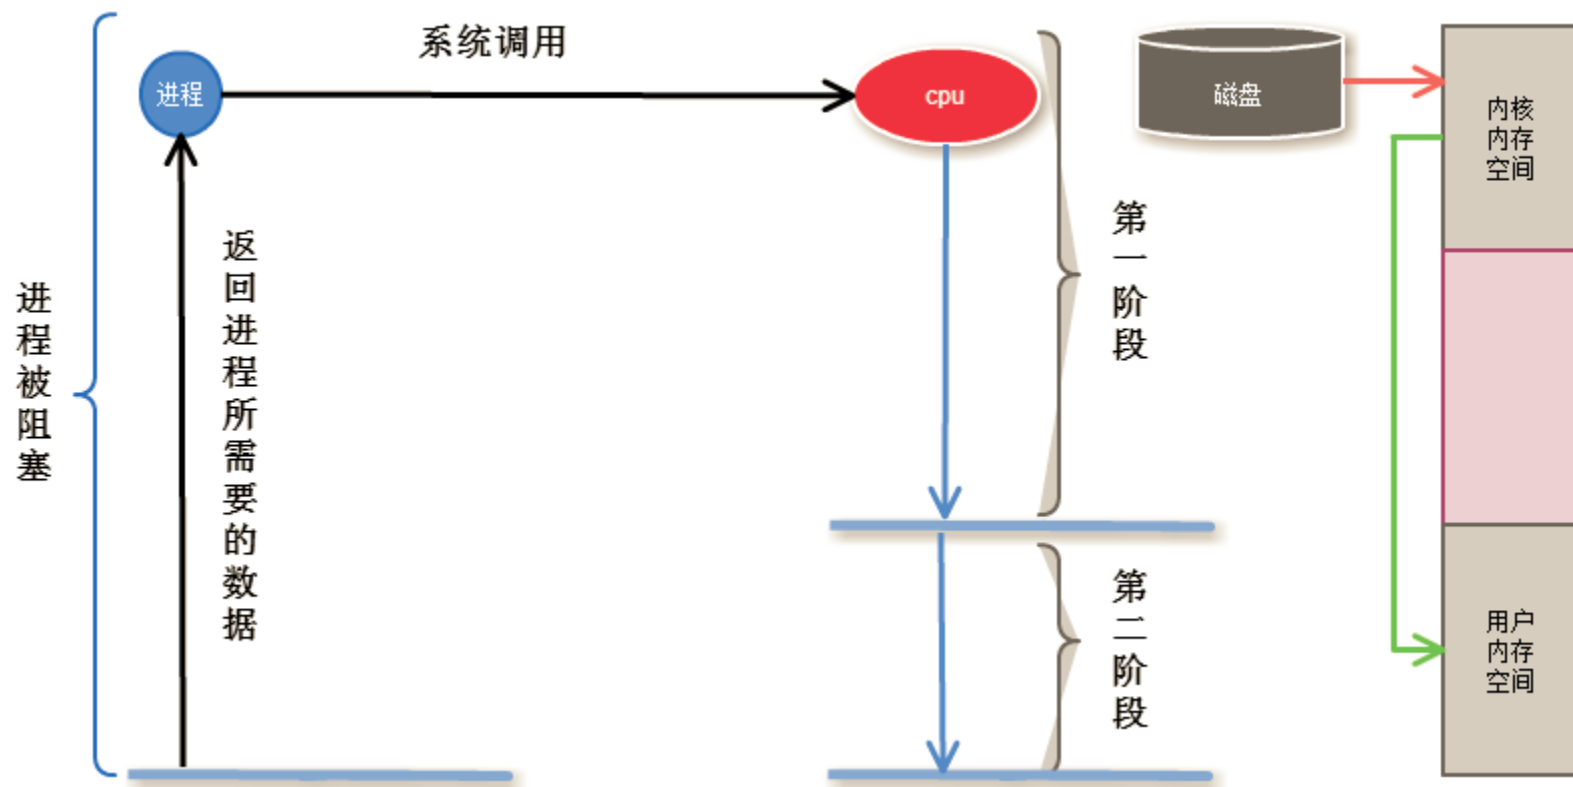 系统调用
进程
cpu
磁盘
内核
内存
空间
第一阶段
返回进程所需要的数据
进程被阻塞
第二阶段
用户
内存
空间